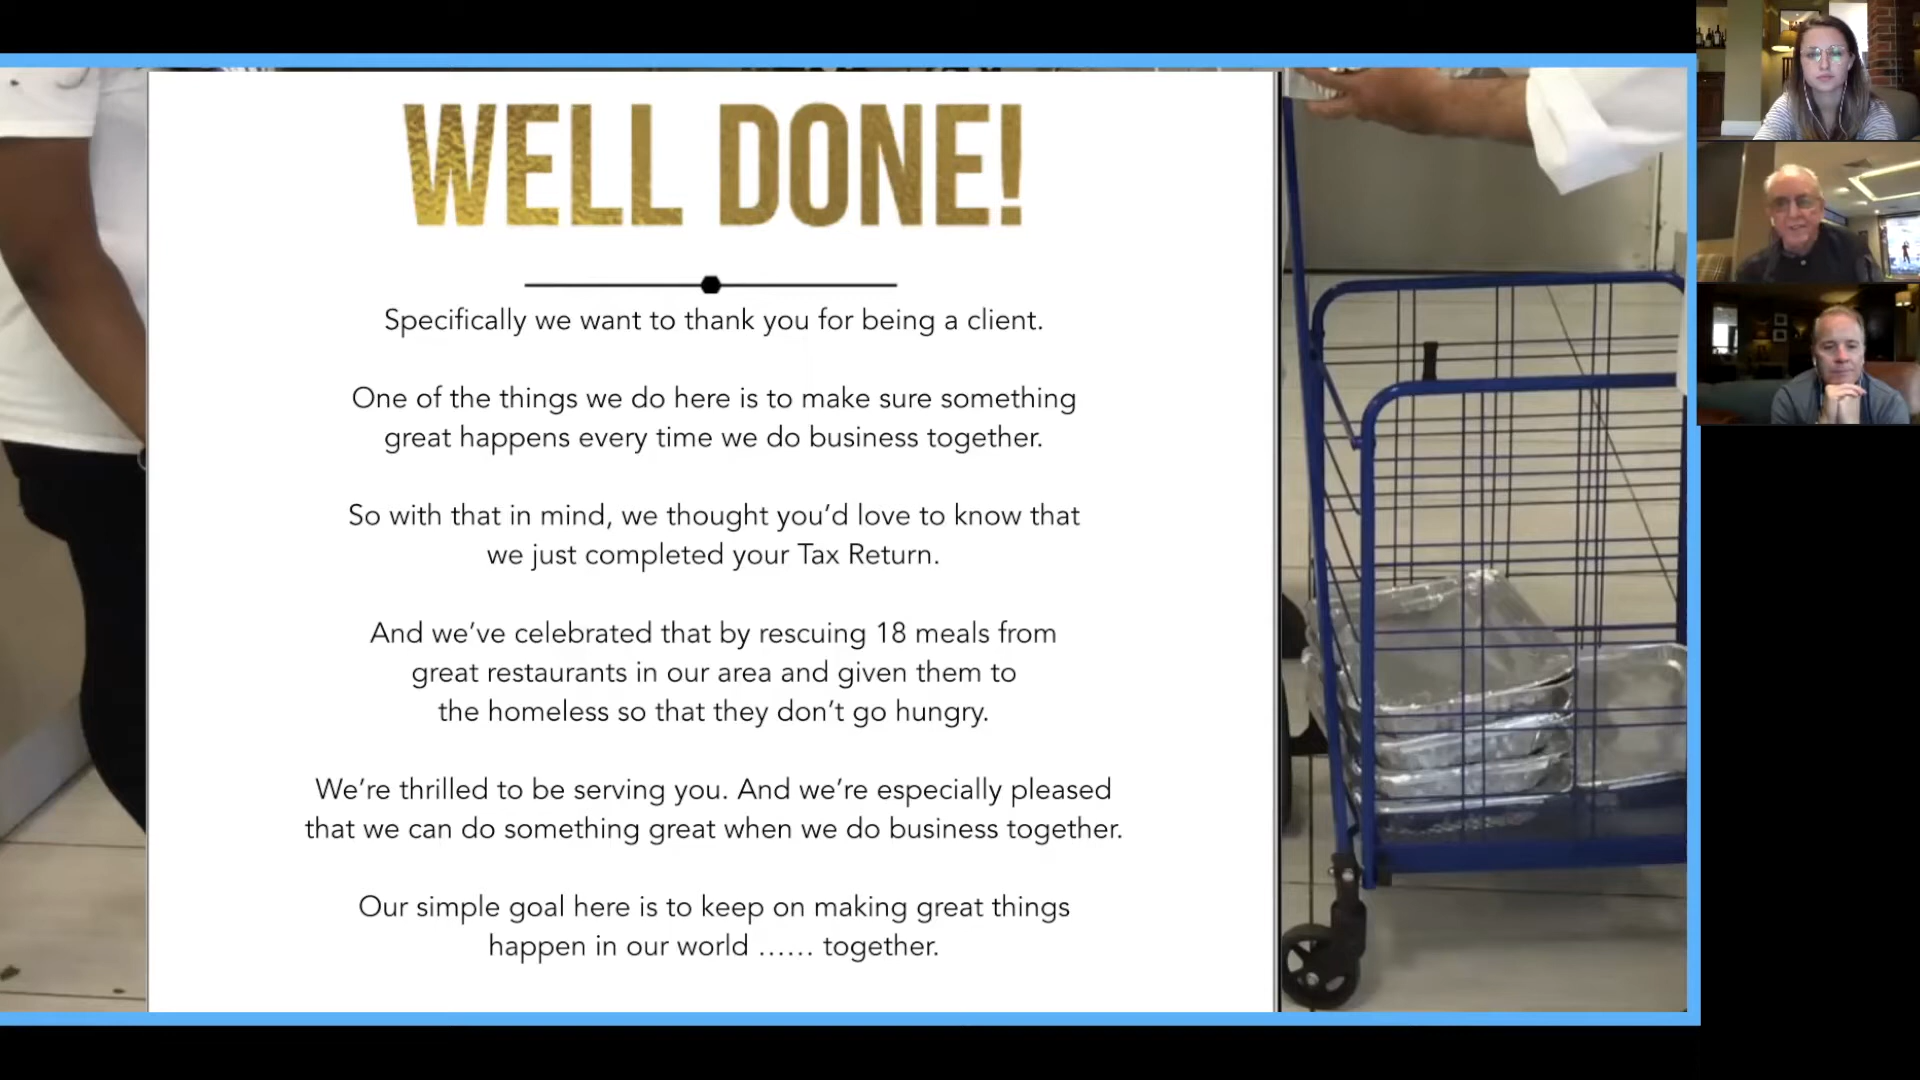 WELL DONE!
Specifically we want to thank you for being a client.
One of the things we do here is to make sure something
great happens every time we do business together.
So with that in mind, we thought you’d love to know that
we just completed your Tax Return.
And we’ve celebrated that by rescuing 18 meals from
great restaurants in our area and given them to
the homeless so that they don’t go hungry.
We’re thrilled to be serving you. And we’re especially pleased
that we can do something great when we do business together.
Our simple goal here is to keep on making great things
happen in our world ...... together.